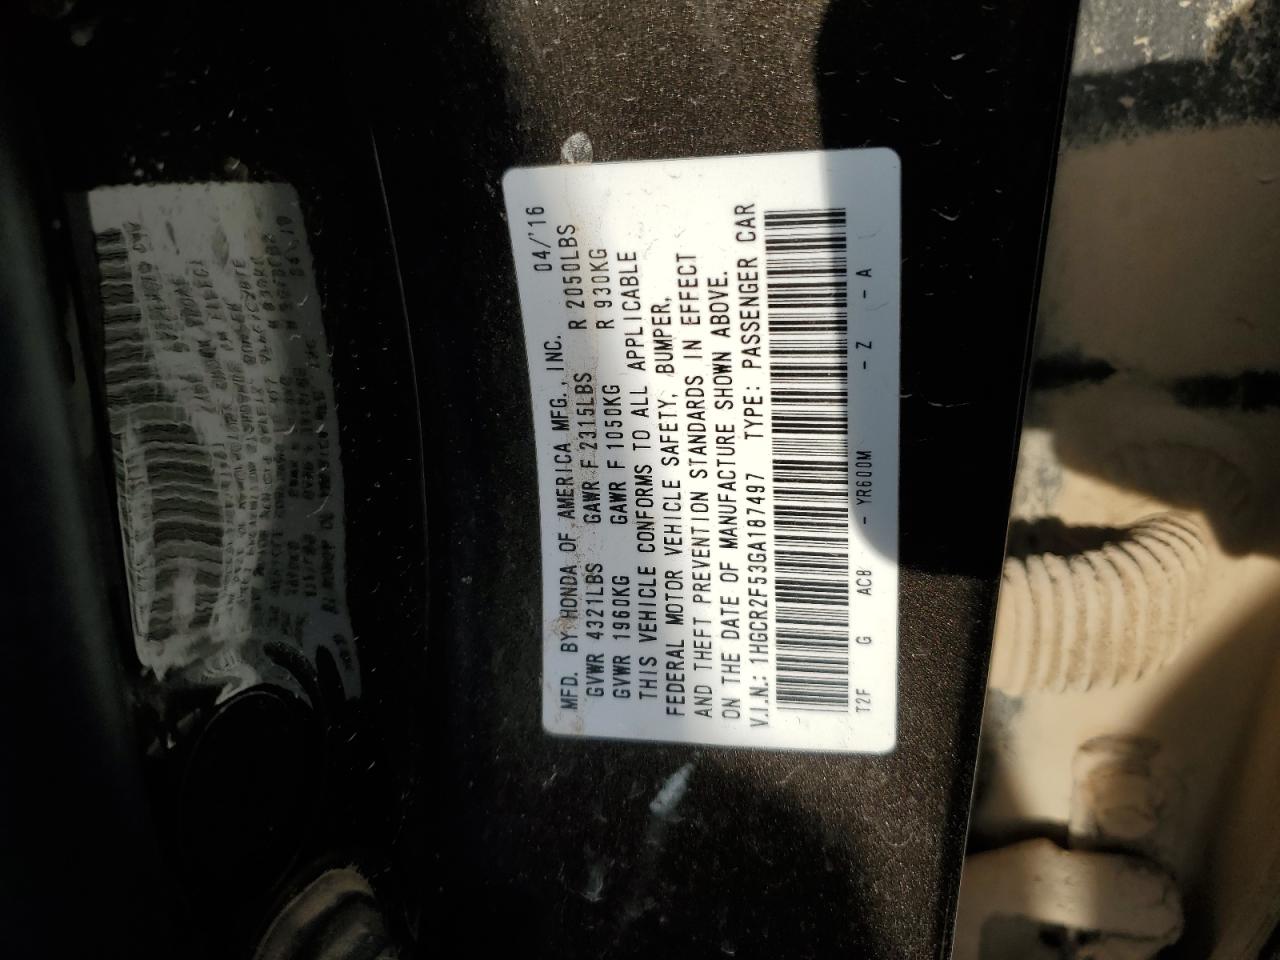 MFD. BY HONDA OF AMERICA MFG., INC. 04/'16
GVWR 4321LBS GAWR F 2315LBS R 2050LBS
GVWR 1960KG GAWR F 1050KG R 930KG
THIS VEHICLE CONFORMS TO ALL APPLICABLE
FEDERAL MOTOR VEHICLE SAFETY, BUMPER,
AND THEFT PREVENTION STANDARDS IN EFFECT
ON THE DATE OF MANUFACTURE SHOWN ABOVE.
V.I.N.: 1HGCR2F53GA187497 TYPE: PASSENGER CAR
T2F G AC8 - YR600M - Z - A